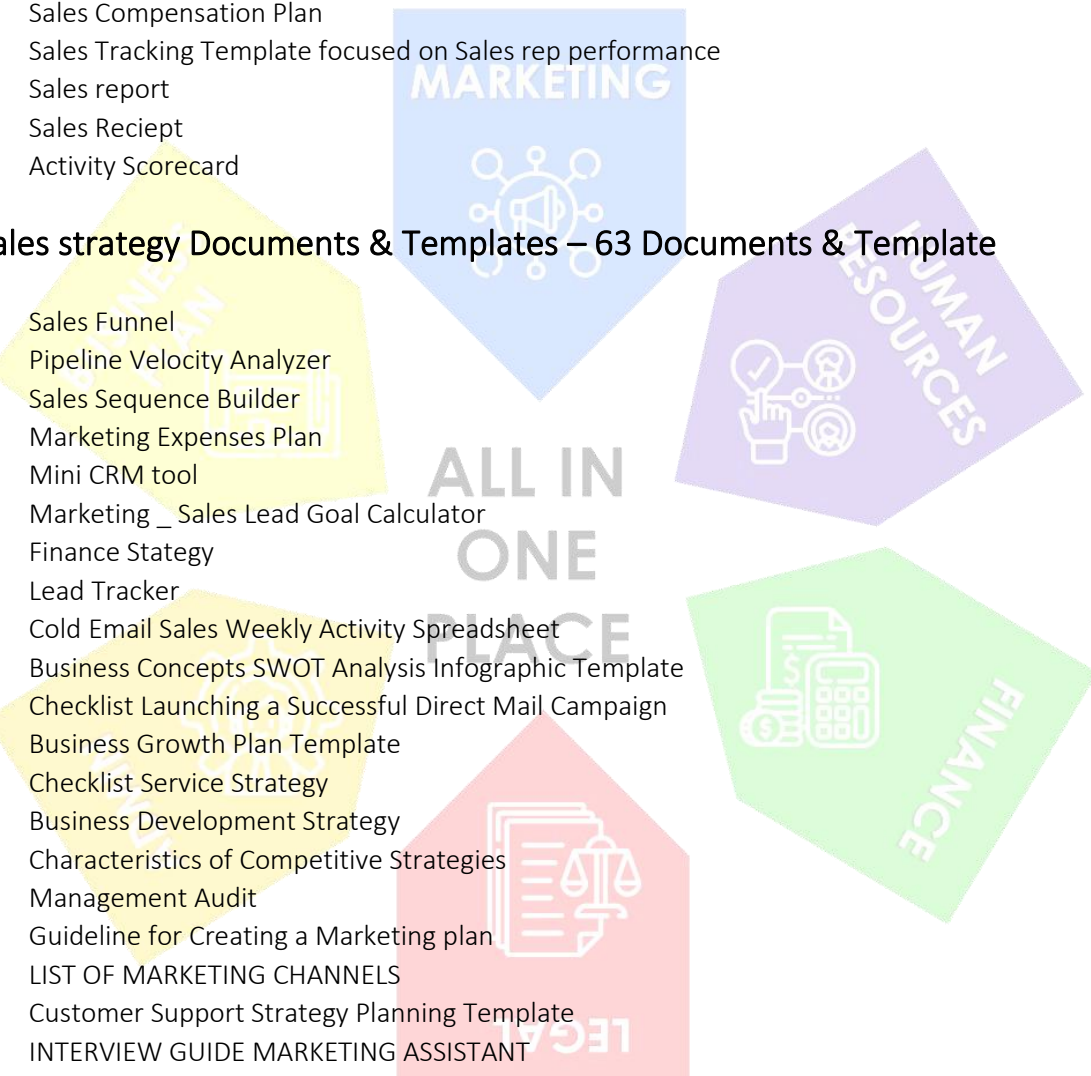 Sales Compensation Plan
Sales Tracking Template focused on Sales rep performance
Sales report
Sales Reciept
Activity Scorecard
ales strategy Documents & Templates – 63 Documents & Template
Sales Funnel
Pipeline Velocity Analyzer
Sales Sequence Builder
Marketing Expenses Plan
Mini CRM tool
Marketing _ Sales Lead Goal Calculator
Finance Stategy
Lead Tracker
Cold Email Sales Weekly Activity Spreadsheet
Business Concepts SWOT Analysis Infographic Template
Checklist Launching a Successful Direct Mail Campaign
Business Growth Plan Template
Checklist Service Strategy
Business Development Strategy
Characteristics of Competitive Strategies
Management Audit
Guideline for Creating a Marketing plan
LIST OF MARKETING CHANNELS
Customer Support Strategy Planning Template
INTERVIEW GUIDE MARKETING ASSISTANT
MARKETING
HUMAN
RESOURCES
BUSINESS
PLAN
ALL IN
ONE
PLACE
FINANCE
LEGAL